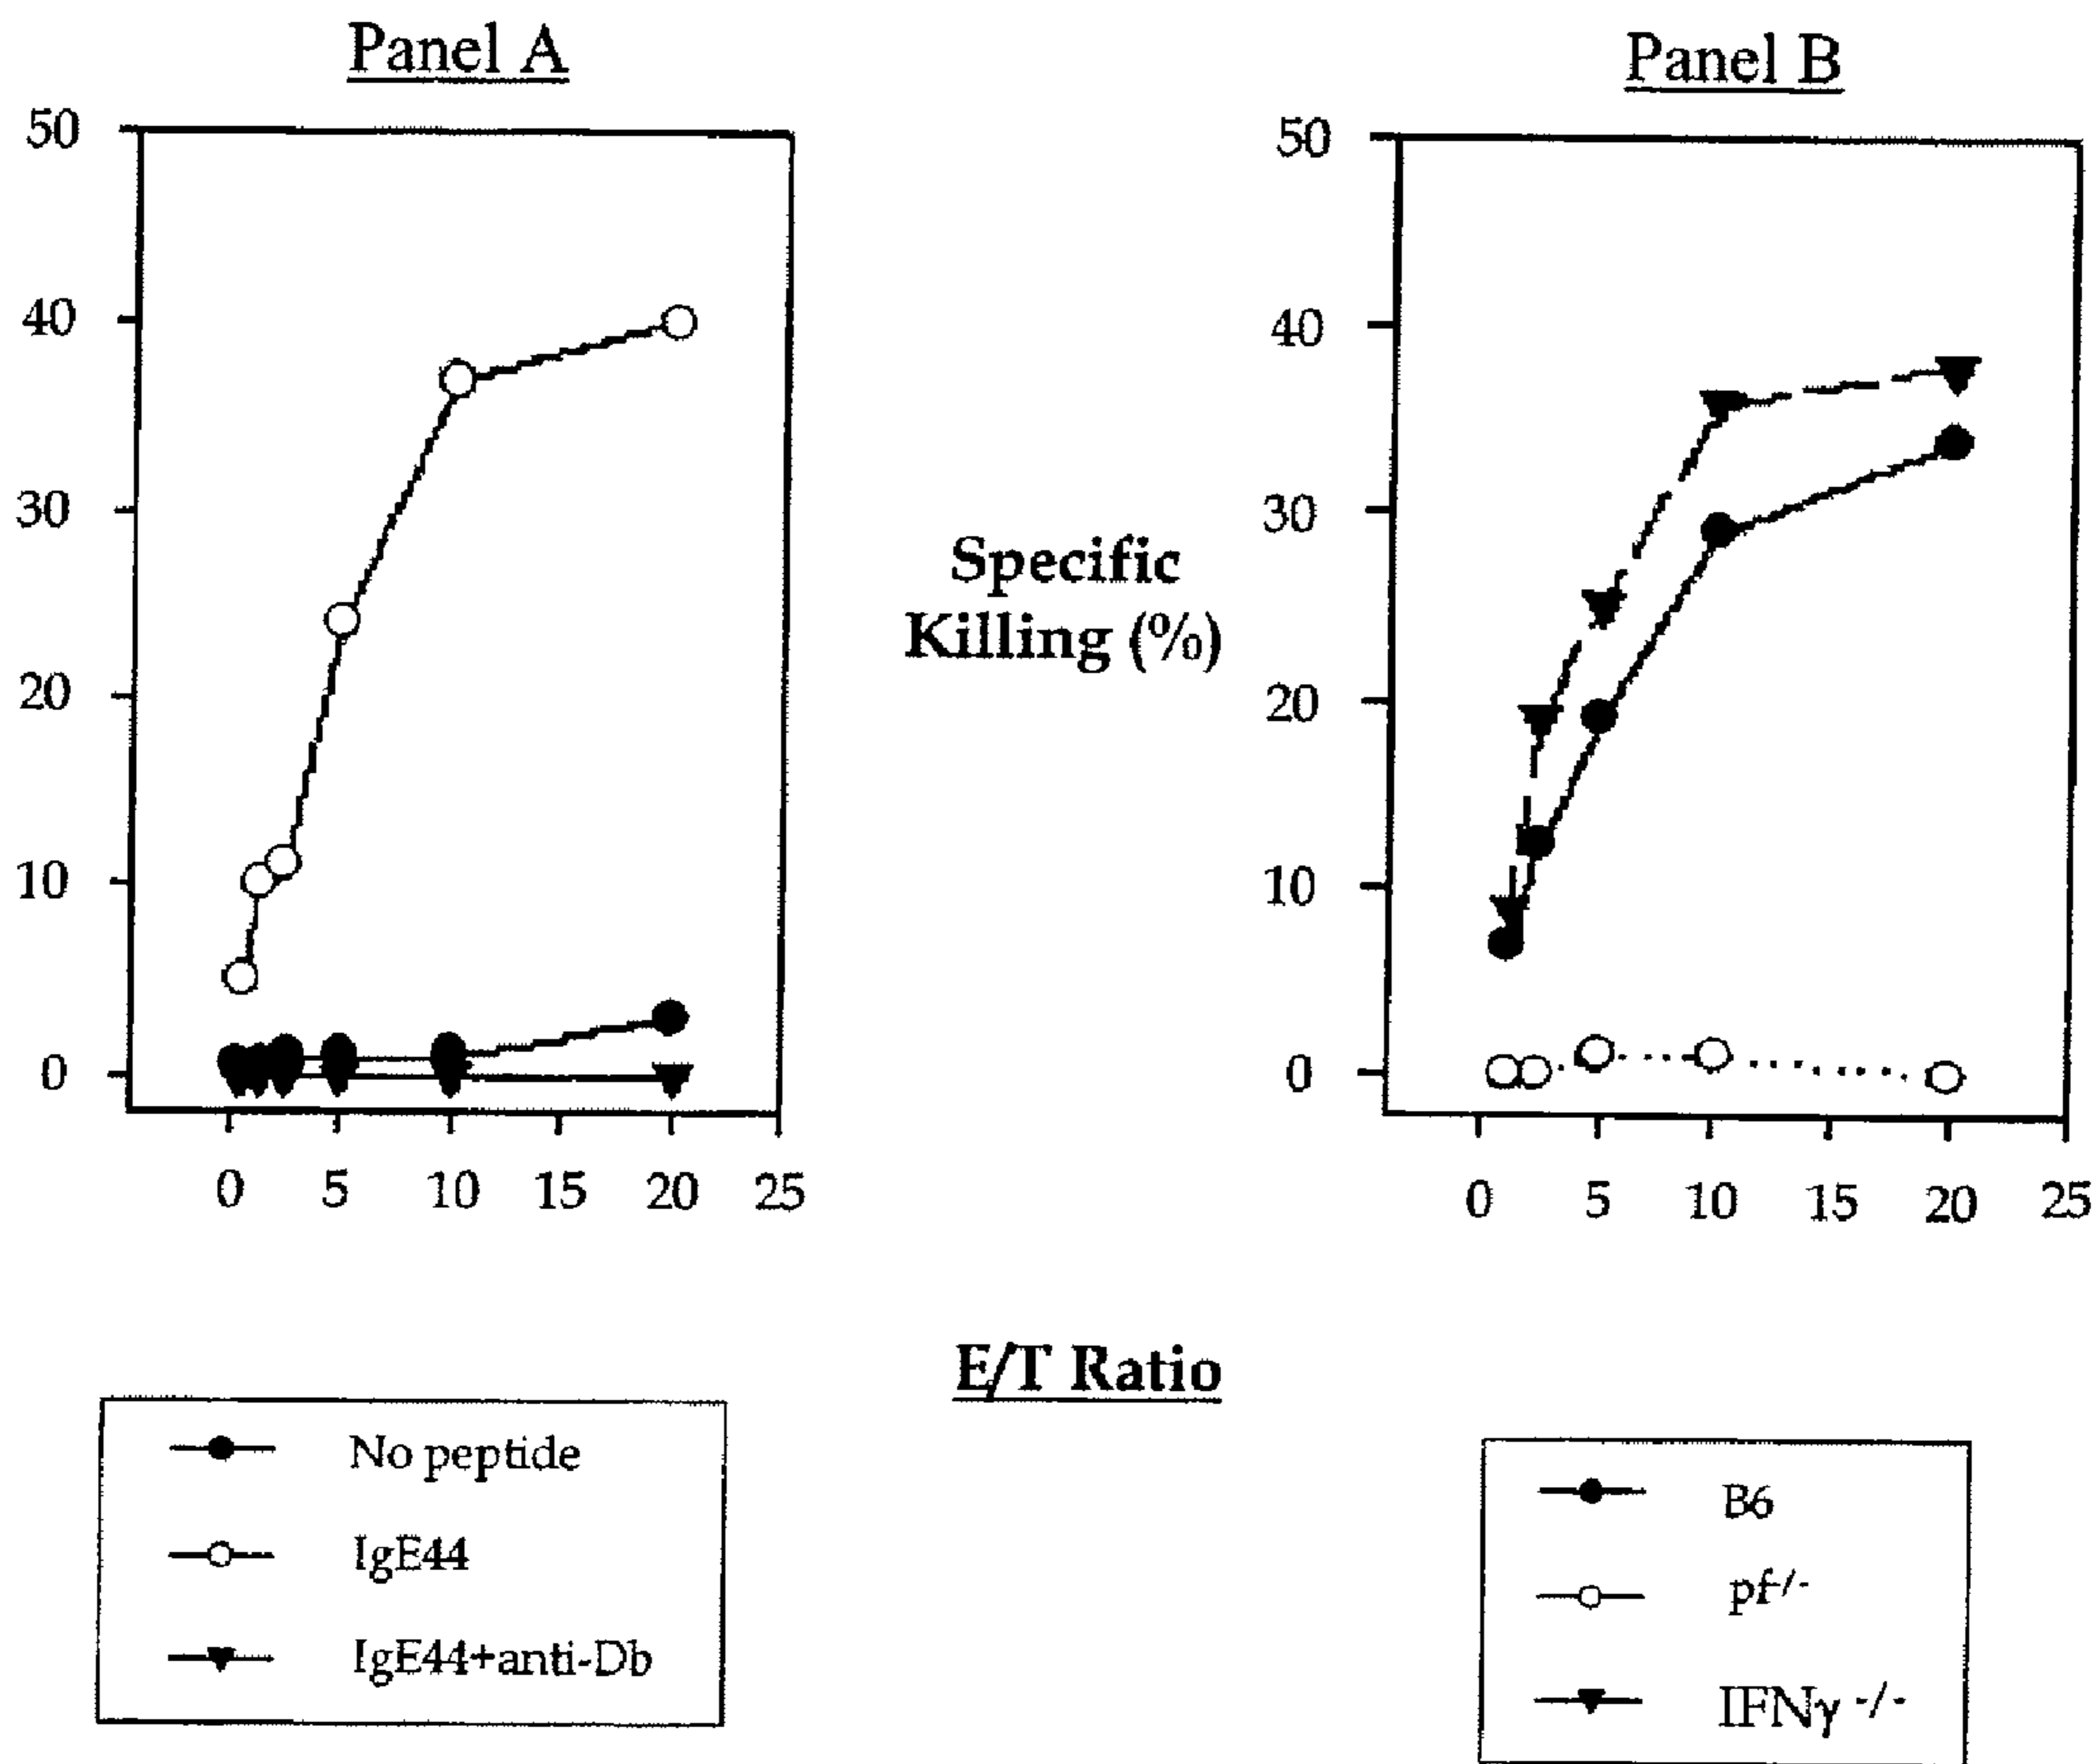 Panel A
50
40
30
20
10
0
0 5 10 15 20 25
Specific
Killing (%)
Panel B
50
40
30
20
10
0
0 5 10 15 20 25
E/T Ratio
No peptide
IgE44
IgE44+anti-Db
B6
pf-/-
IFNγ -/-